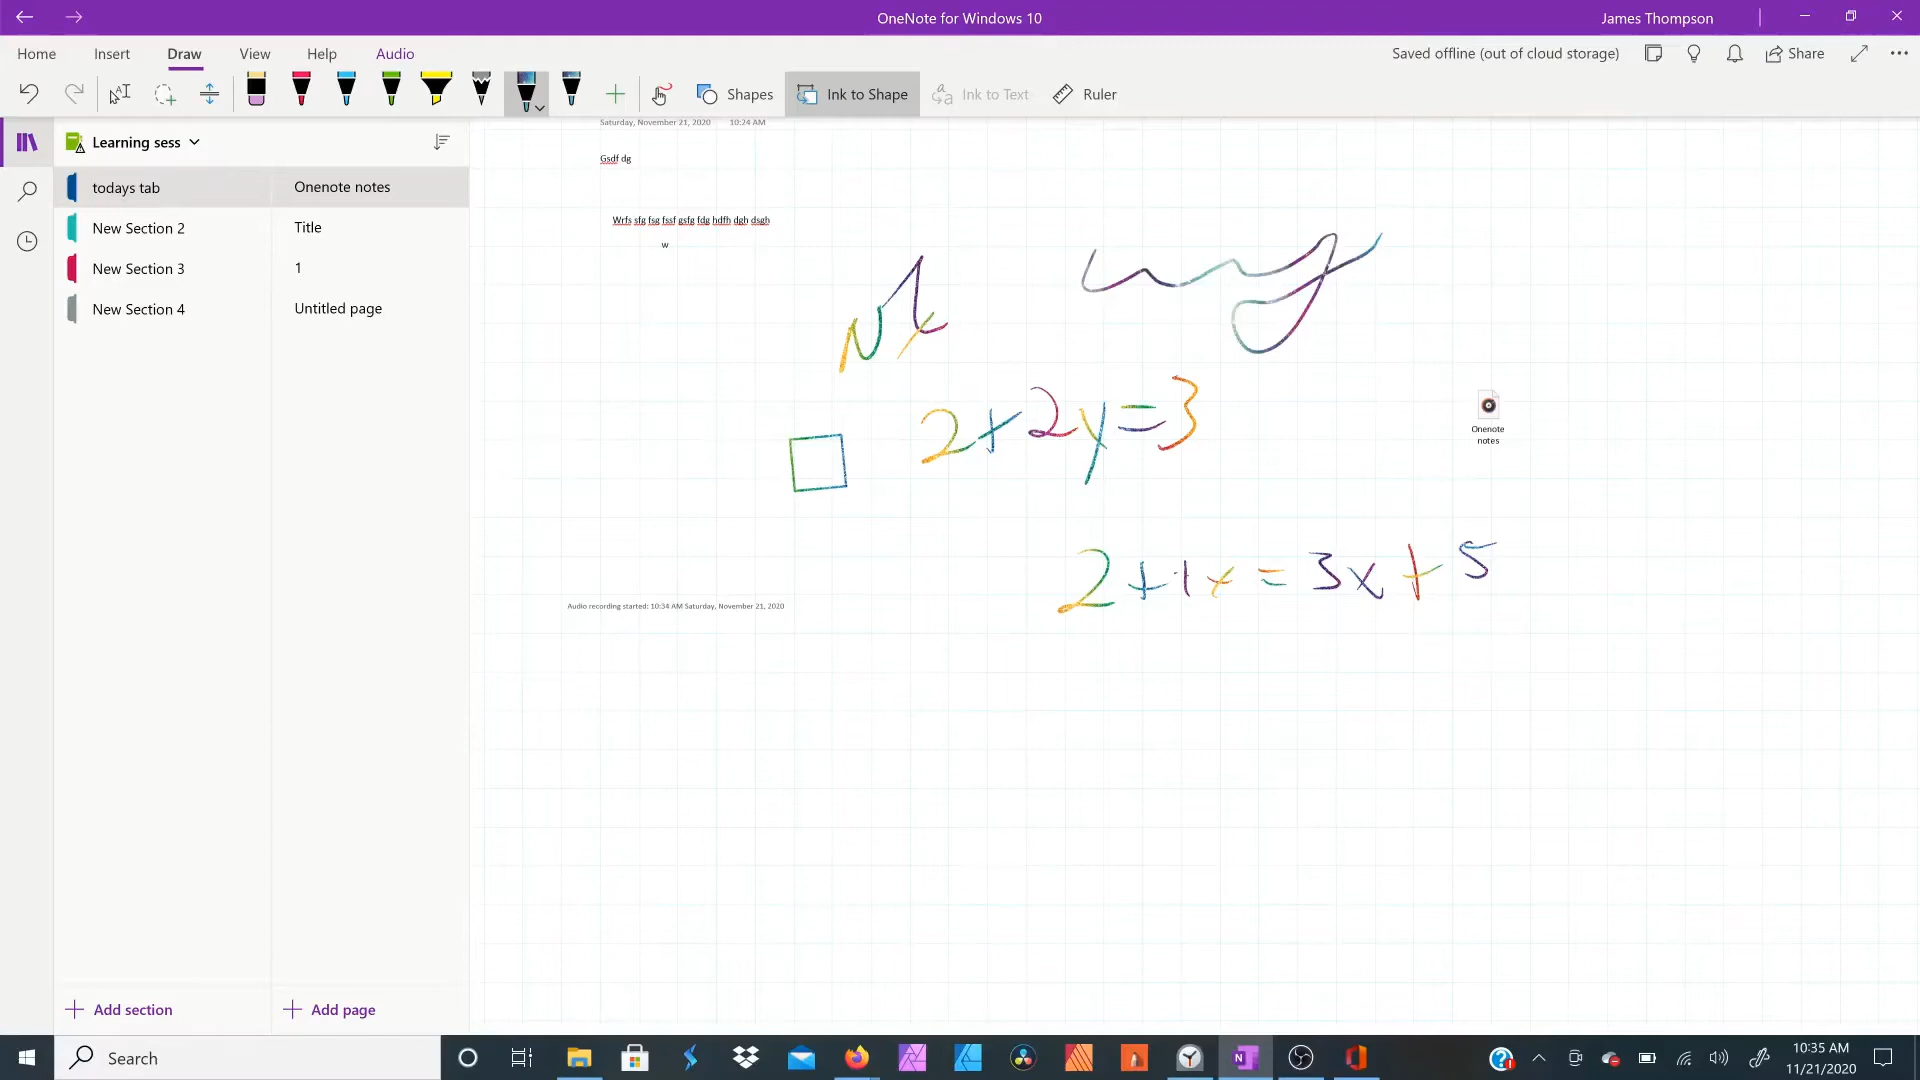 OneNote for Windows 10
James Thompson
Home Insert Draw View Help Audio
Saved offline (out of cloud storage)
Share
Shapes
Ink to Shape
Ink to Text
Ruler
Learning sess
todays tab
New Section 2
New Section 3
New Section 4
Onenote notes
Title
1
Untitled page
Saturday, November 21, 2020 10:24 AM
Gsdf dg
Wrfs sfg fsg fssf gsfg fdg hdfh dgh dsgh
w
2+2y=3
Onenote
notes
2+1x=3x+5
Audio recording started: 10:34 AM Saturday, November 21, 2020
Add section
Add page
Search
10:35 AM
11/21/2020